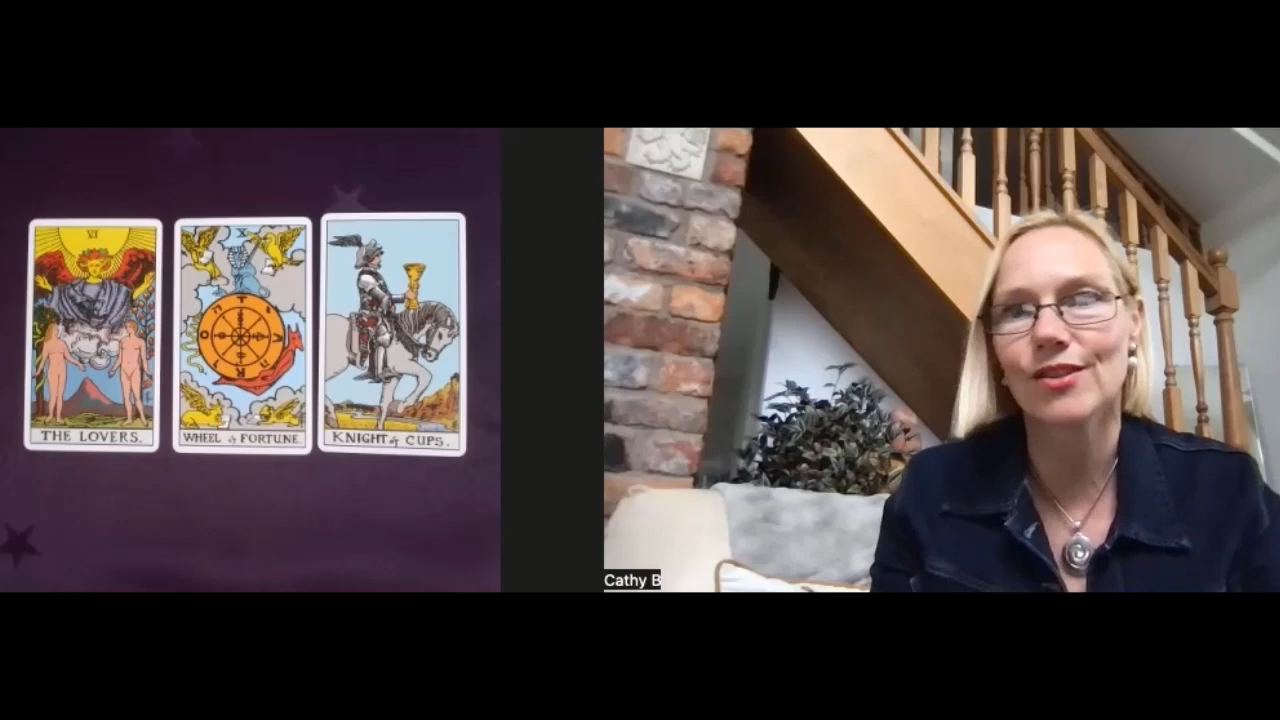 VI
THE LOVERS.
X
WHEEL of FORTUNE.
KNIGHT of CUPS.
Cathy B